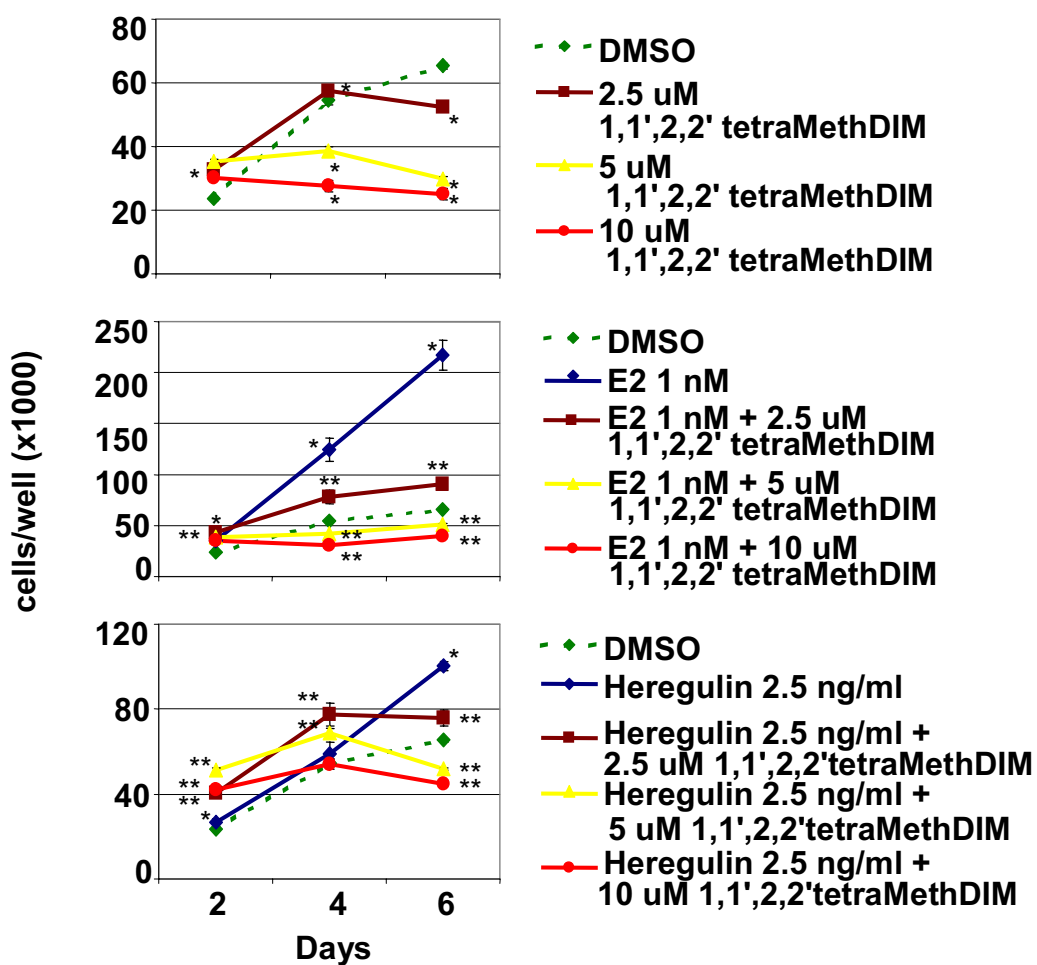 cells/well (x1000)
80
60
40
20
0
*
*
*
*
*
*
*
DMSO
2.5 uM
1,1',2,2' tetraMethDIM
5 uM
1,1',2,2' tetraMethDIM
10 uM
1,1',2,2' tetraMethDIM
250
200
150
100
50
0
*
*
**
**
*
**
**
**
**
**
DMSO
E2 1 nM
E2 1 nM + 2.5 uM
1,1',2,2' tetraMethDIM
E2 1 nM + 5 uM
1,1',2,2' tetraMethDIM
E2 1 nM + 10 uM
1,1',2,2' tetraMethDIM
120
80
40
0
*
**
**
**
**
**
**
*
**
**
DMSO
Heregulin 2.5 ng/ml
Heregulin 2.5 ng/ml +
2.5 uM 1,1',2,2'tetraMethDIM
Heregulin 2.5 ng/ml +
5 uM 1,1',2,2'tetraMethDIM
Heregulin 2.5 ng/ml +
10 uM 1,1',2,2'tetraMethDIM
2 4 6
Days